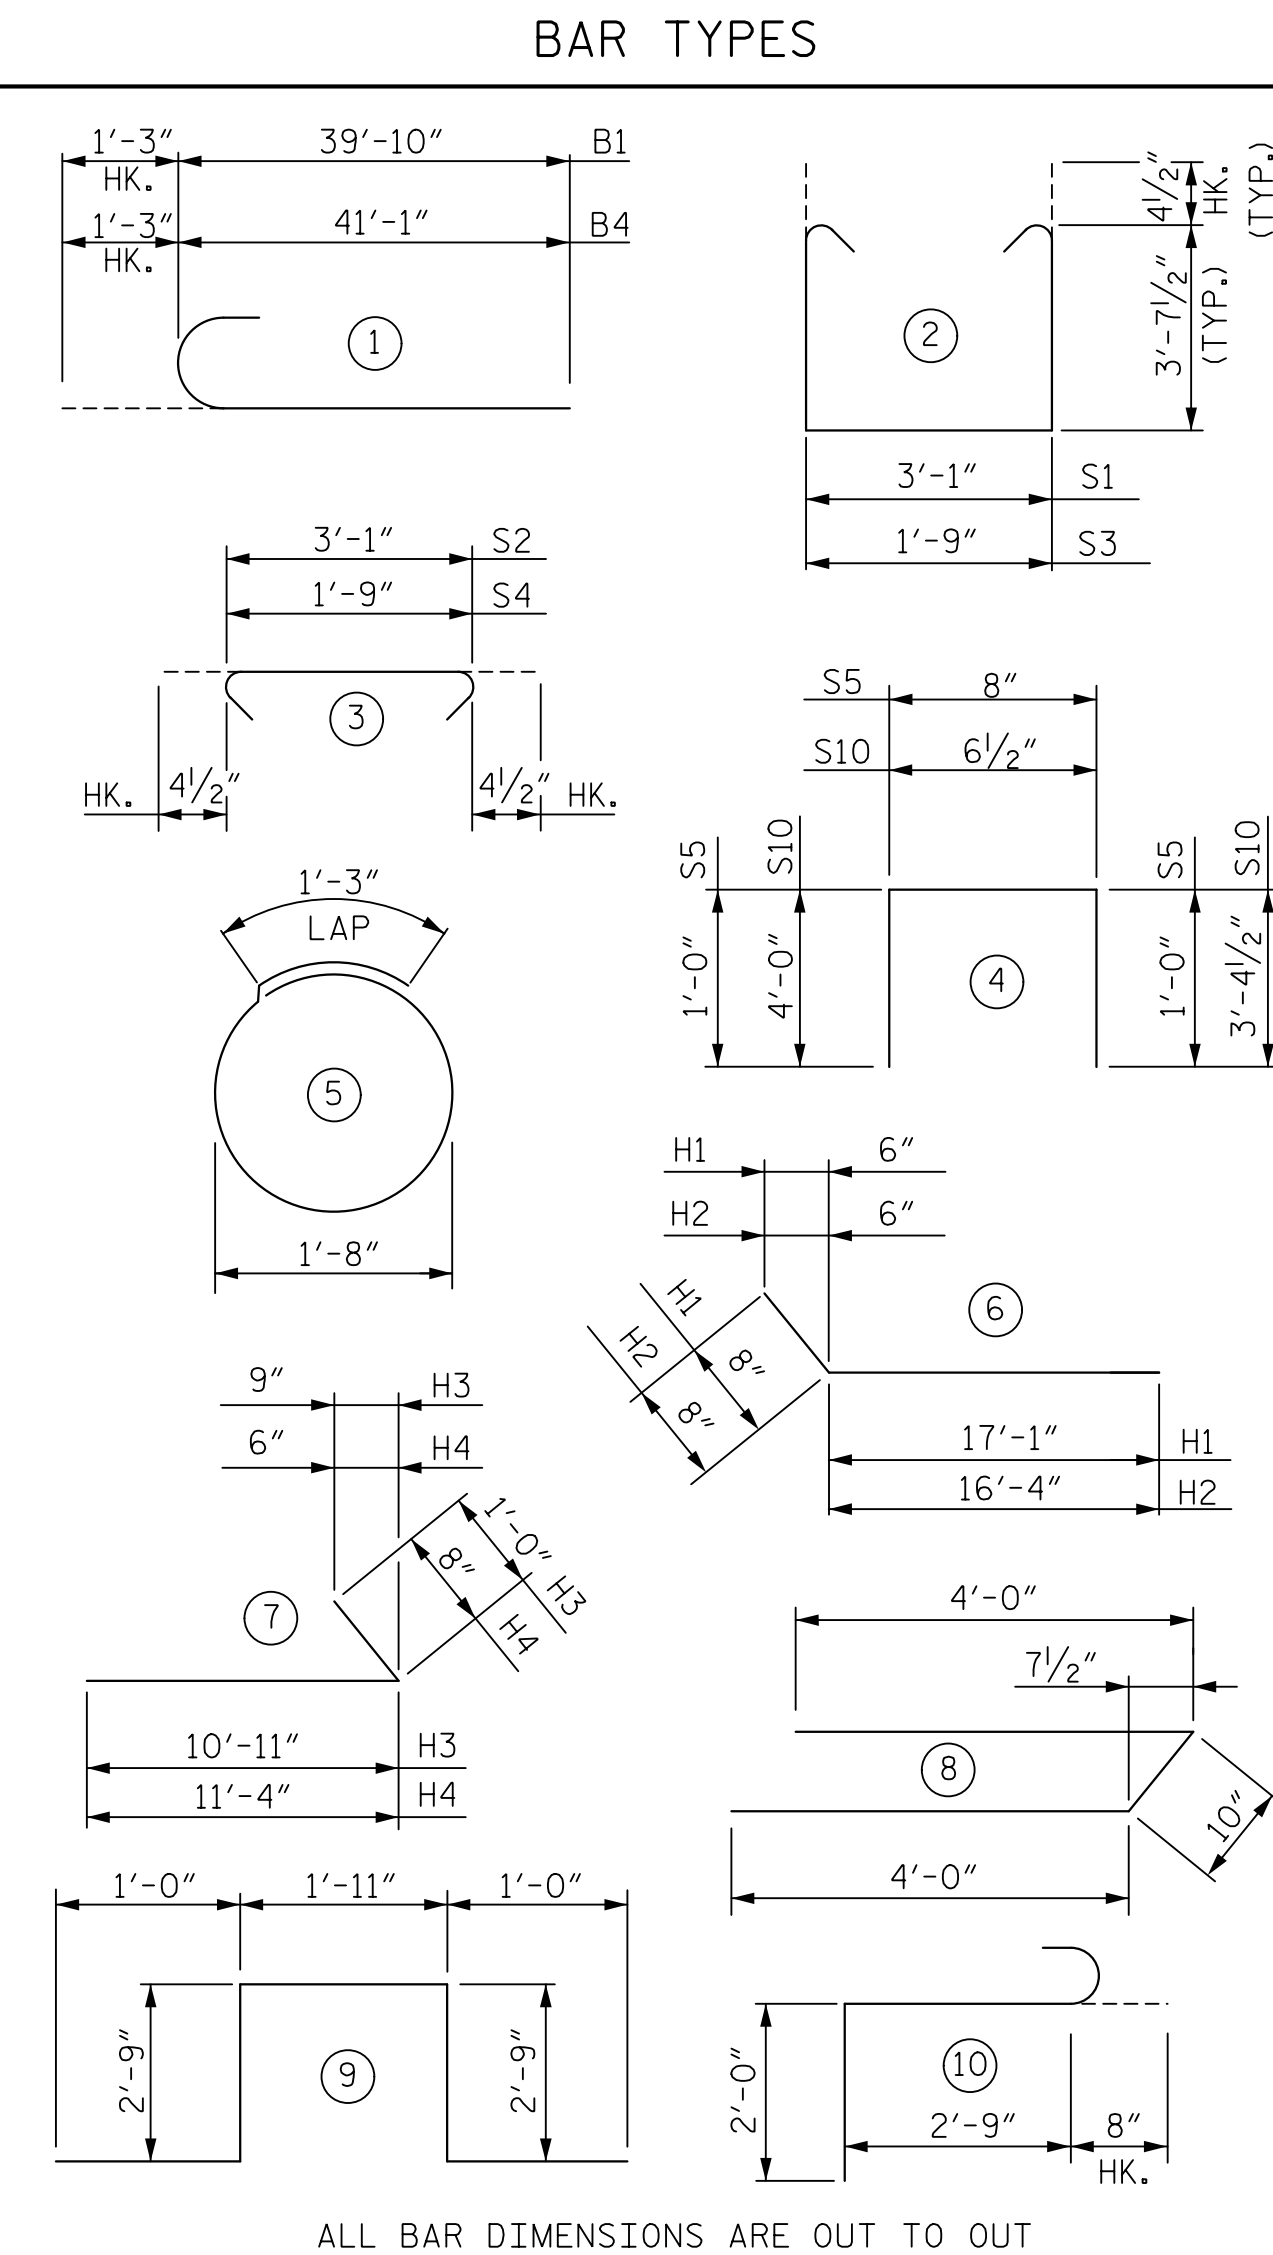 BAR TYPES
1'-3" 39'-10" B1
HK.
1'-3" 41'-1" B4
HK.
1
4½" HK. (TYP.)
3'-7½" (TYP.)
2
3'-1" S1
1'-9" S3
3'-1" S2
1'-9" S4
3
HK. 4½" 4½" HK.
S5 8"
S10 6½"
S5 S10 S5 S10
1'-0" 4'-0" 1'-0" 3'-4½"
4
1'-3"
LAP
5
1'-8"
H1 6"
H2 6"
6
H1 8"
H2 8"
17'-1" H1
16'-4" H2
9" H3
6" H4
1'-0" H3
8" H4
7
10'-11" H3
11'-4" H4
4'-0"
7½"
8
10"
4'-0"
1'-0" 1'-11" 1'-0"
2'-9" 2'-9"
9
2'-0"
10
2'-9" 8"
HK.
ALL BAR DIMENSIONS ARE OUT TO OUT